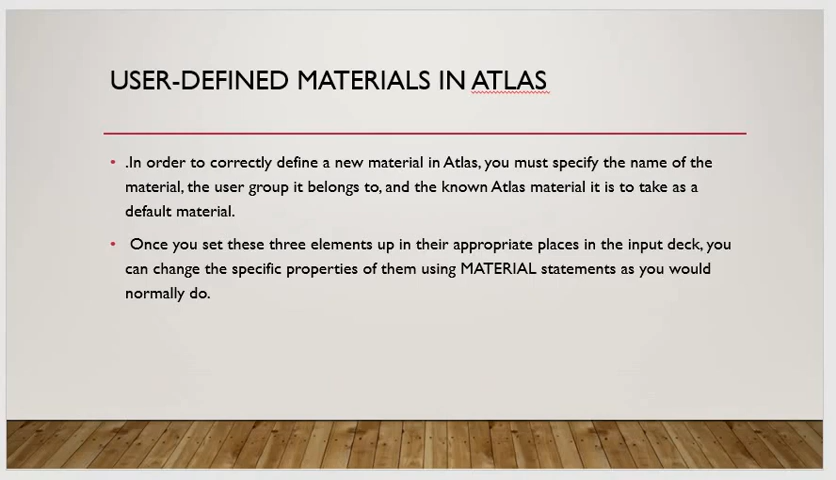 USER-DEFINED MATERIALS IN ATLAS
• .In order to correctly define a new material in Atlas, you must specify the name of the
material, the user group it belongs to, and the known Atlas material it is to take as a
default material.
• Once you set these three elements up in their appropriate places in the input deck, you
can change the specific properties of them using MATERIAL statements as you would
normally do.